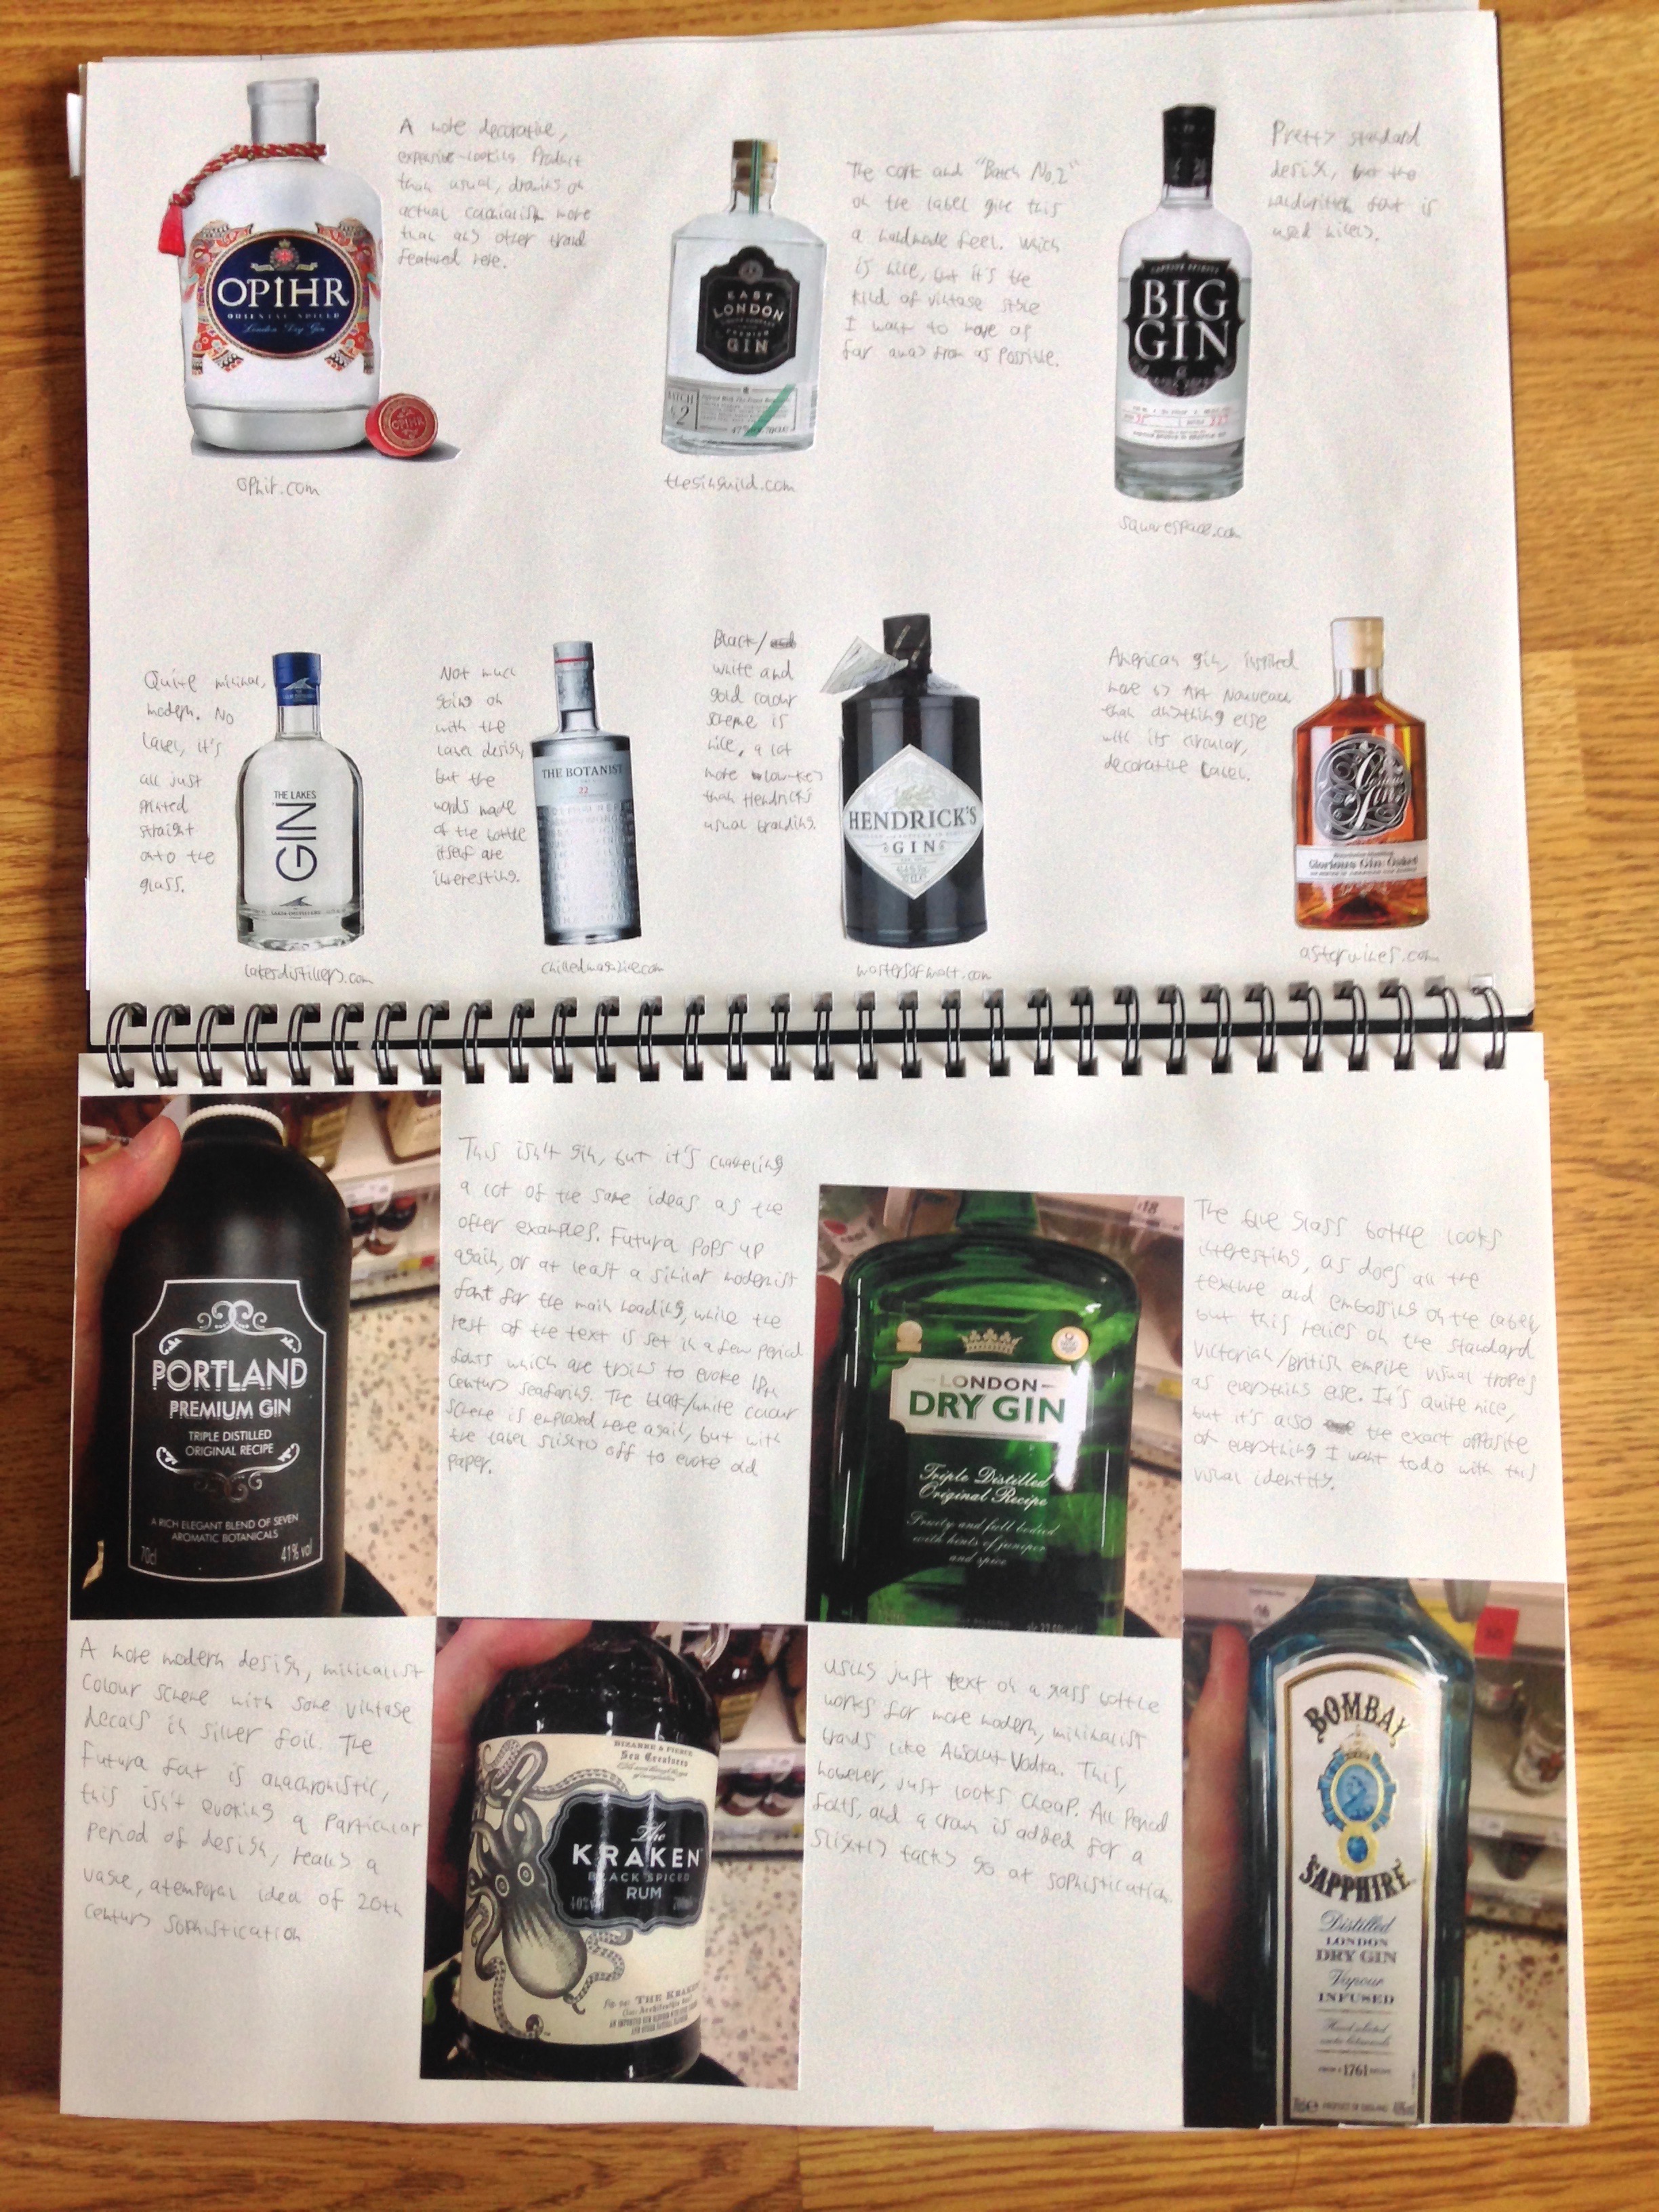 A more decorative,
expensive-looking product
than usual, drawing on
actual colonialism more
than any other brand
featured here.
OPIHR
ORIENTAL SPICED
London Dry Gin
OPIHR
Ophir.com
The cork and "Batch No.2"
on the label give this
a handmade feel. Which
is nice, but it's the
kind of vintage style
I want to move as
far away from as possible.
EAST
LONDON
PREMIUM
GIN
BATCH
2
theginguild.com
Pretty standard
design, but the
handwritten font is
used nicely.
BIG
GIN
squarespace.com
Quite minimal,
modern. No
label, it's
all just
printed
straight
onto the
glass.
THE LAKES
GIN
lakesdistillery.com
Not much
going on
with the
label design,
but the
words made
of the bottle
itself are
interesting.
THE BOTANIST
22
chilledmagazine.com
Black/
white and
gold colour
scheme is
nice, a lot
more low-key
than Hendricks
usual branding.
HENDRICK'S
GIN
mastersofmalt.com
American gin, inspired
more by Art Nouveau
than anything else
with its circular,
decorative label.
Glorious Gin: Oaked
astorwines.com
PORTLAND
PREMIUM GIN
TRIPLE DISTILLED
ORIGINAL RECIPE
A RICH ELEGANT BLEND OF SEVEN
AROMATIC BOTANICALS
70cl 41% vol
This isn't gin, but it's channeling
a lot of the same ideas as the
other examples. Futura pops up
again, or at least a similar modernist
font for the main heading, while the
rest of the text is set in a few period
fonts which are trying to evoke 18th
century seafaring. The black/white colour
scheme is employed here again, but with
the label slightly off to evoke old
paper.
£18
LONDON
DRY GIN
Triple Distilled
Original Recipe
Fruity and full bodied
with hints of juniper
and spice
The blue glass bottle looks
interesting, as does all the
texture and embossing on the label,
but this relies on the standard
Victorian/British empire visual tropes
as everything else. It's quite nice,
but it's also the exact opposite
of everything I want to do with this
visual identity.
A more modern design, minimalist
colour scheme with some vintage
decals in silver foil. The
Futura font is anachronistic,
this isn't evoking a particular
period of design, really a
vague, atemporal idea of 20th
century sophistication
BIZARRE & FIERCE
Sea Creatures
The
KRAKEN
BLACK SPICED
RUM
THE KRAKEN
Using just text on a glass bottle
works for more modern, minimalist
brands like Absolut Vodka. This,
however, just looks cheap. All period
fonts, and a crown is added for a
slightly tacky go at sophistication.
BOMBAY
SAPPHIRE
Distilled
LONDON
DRY GIN
Vapour
INFUSED
1761